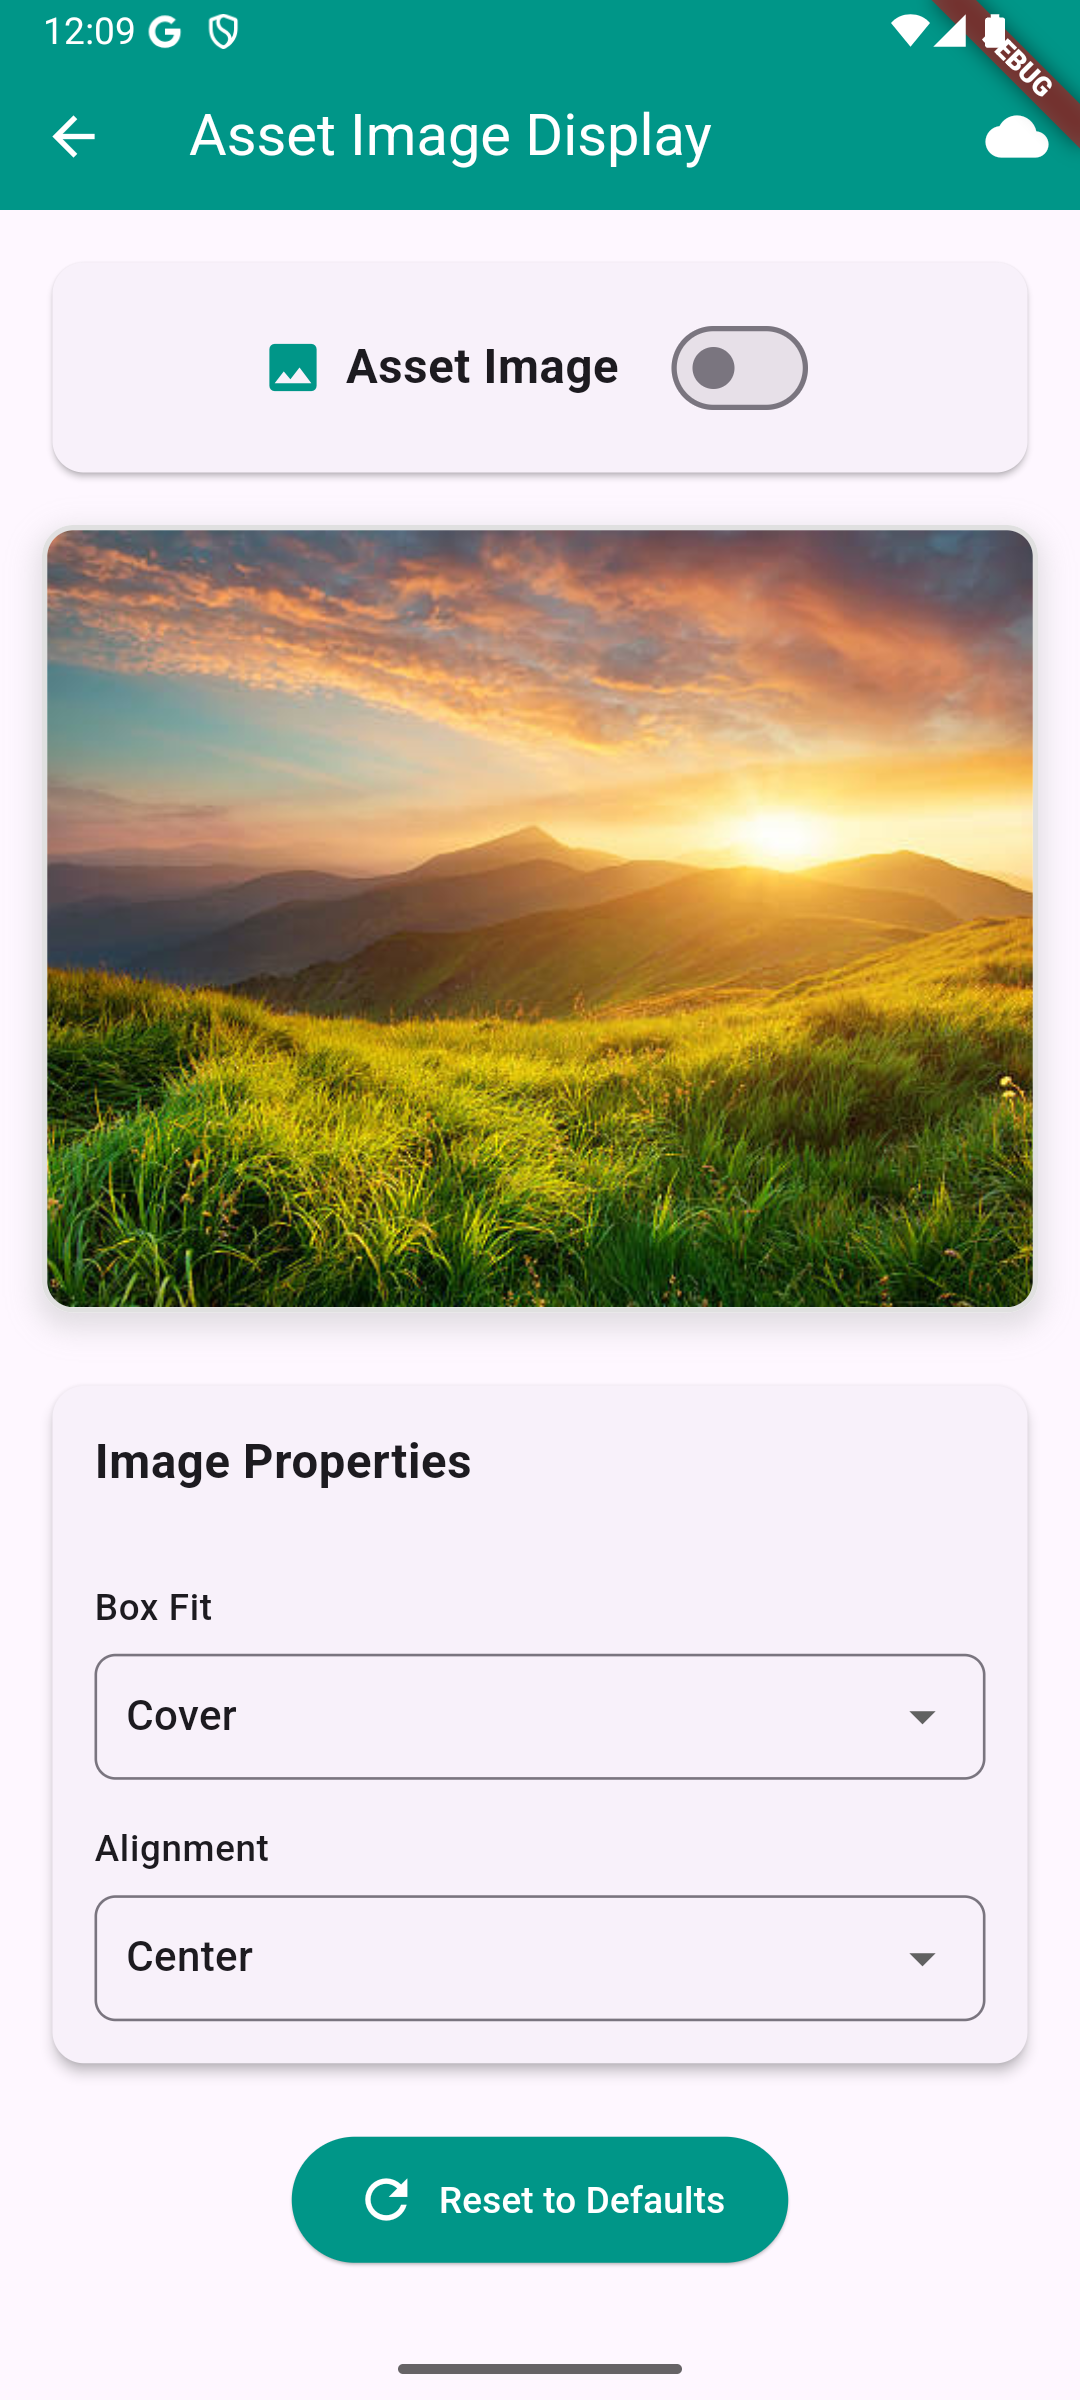 12:09
DEBUG
Asset Image Display
Asset Image
Image Properties
Box Fit
Cover
Alignment
Center
Reset to Defaults